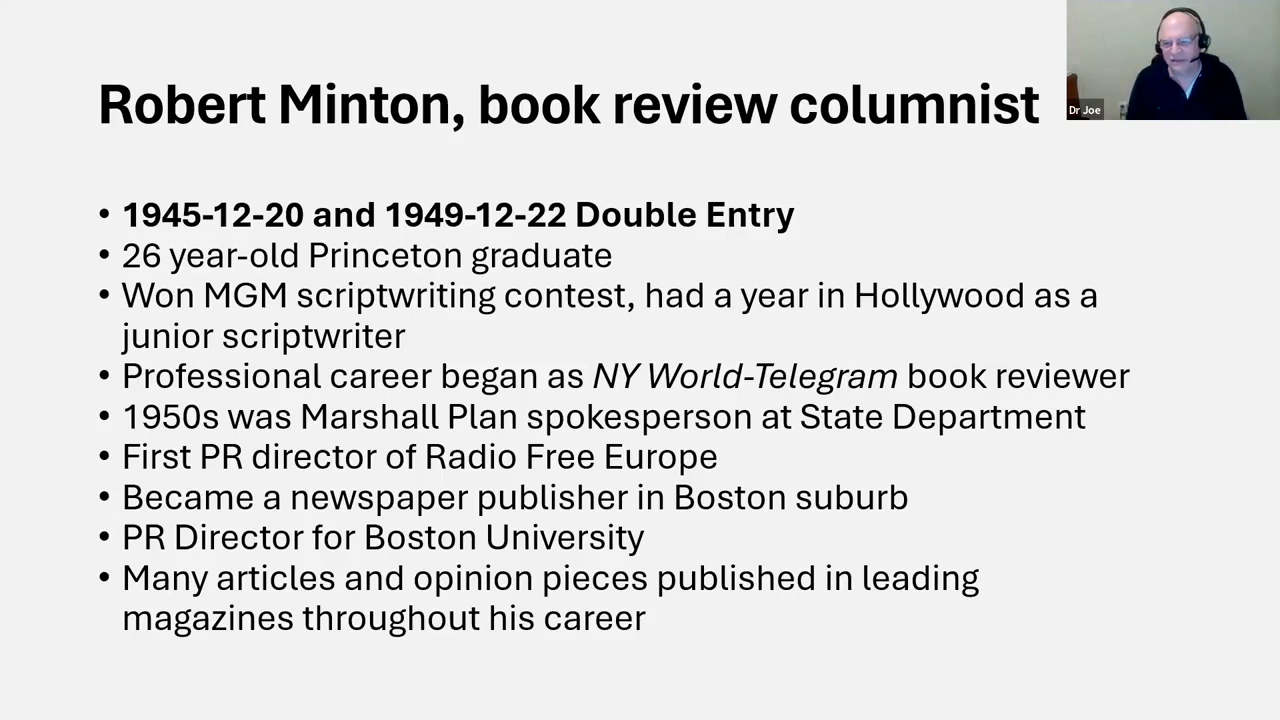 Robert Minton, book review columnist
Dr Joe
• 1945-12-20 and 1949-12-22 Double Entry
• 26 year-old Princeton graduate
• Won MGM scriptwriting contest, had a year in Hollywood as a
junior scriptwriter
• Professional career began as NY World-Telegram book reviewer
• 1950s was Marshall Plan spokesperson at State Department
• First PR director of Radio Free Europe
• Became a newspaper publisher in Boston suburb
• PR Director for Boston University
• Many articles and opinion pieces published in leading
magazines throughout his career